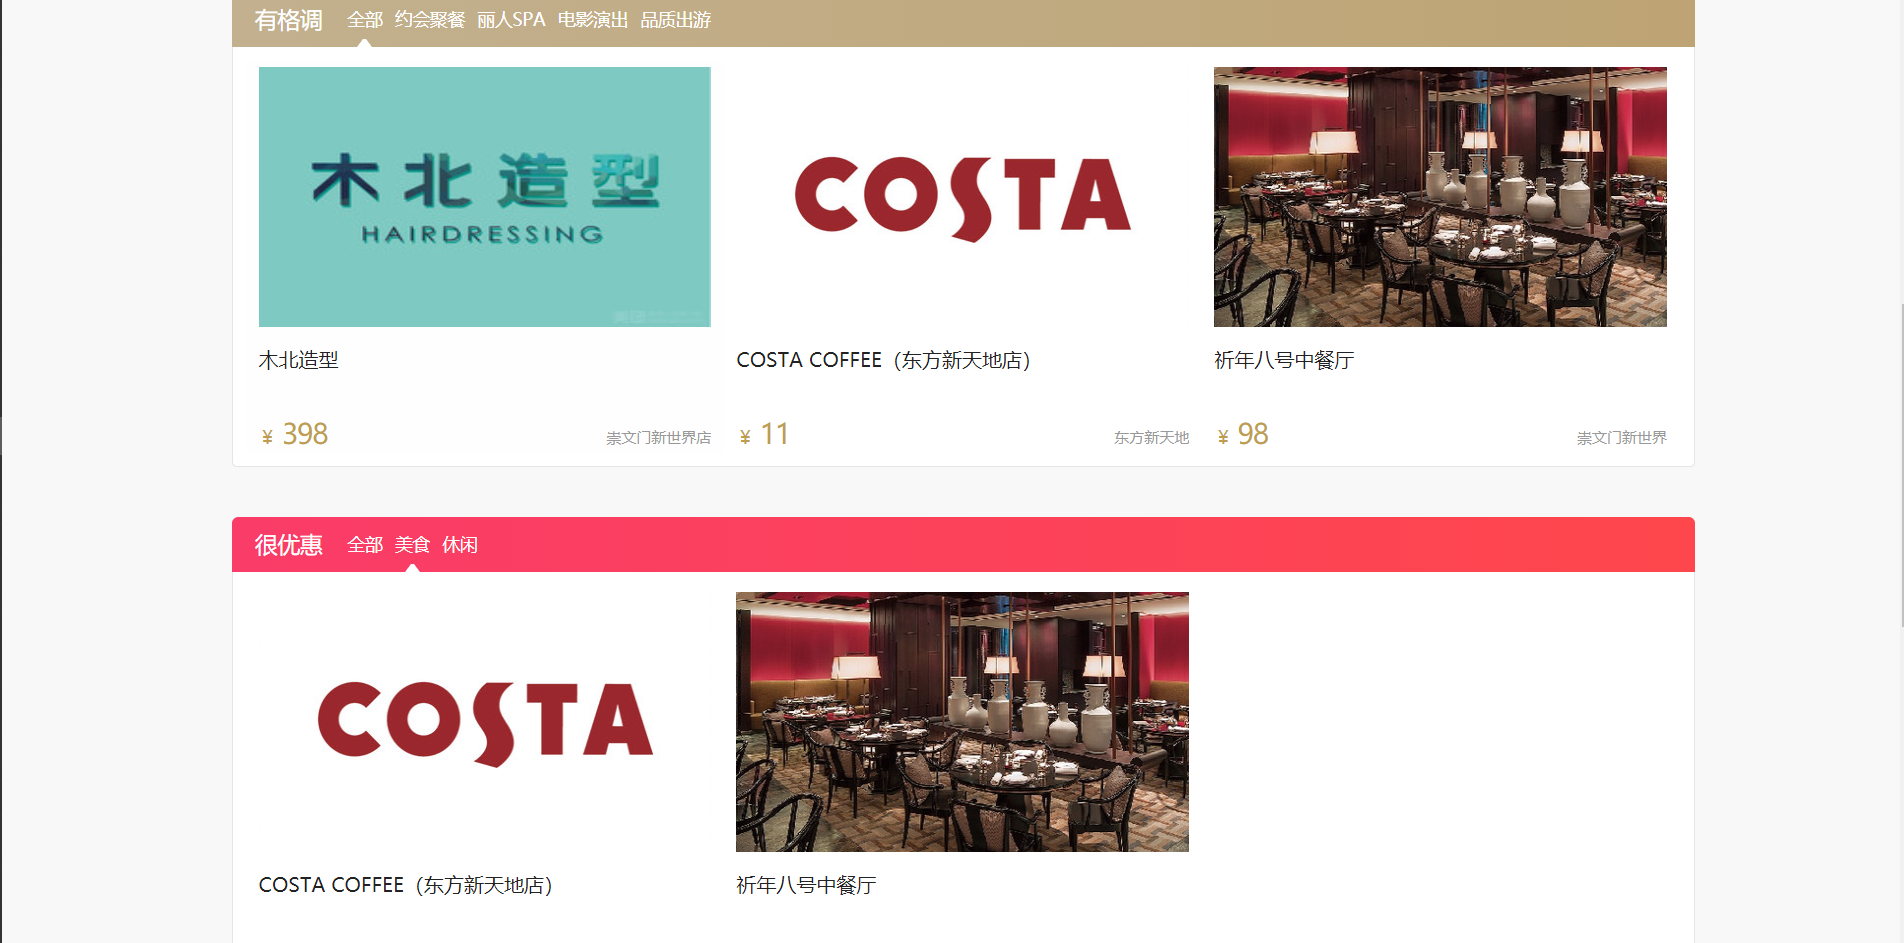 有格调 全部 约会聚餐 丽人SPA 电影演出 品质出游
木北造型
HAIRDRESSING
COSTA
木北造型
COSTA COFFEE（东方新天地店）
祈年八号中餐厅
¥ 398 崇文门新世界店
¥ 11 东方新天地
¥ 98 崇文门新世界
很优惠 全部 美食 休闲
COSTA
COSTA COFFEE（东方新天地店）
祈年八号中餐厅